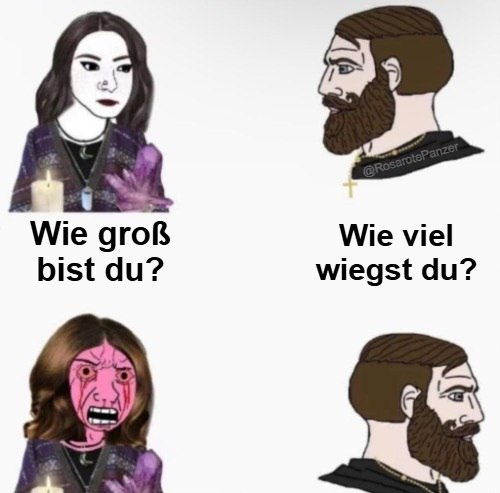 @RosarotePanzer
Wie groß
bist du?
Wie viel
wiegst du?